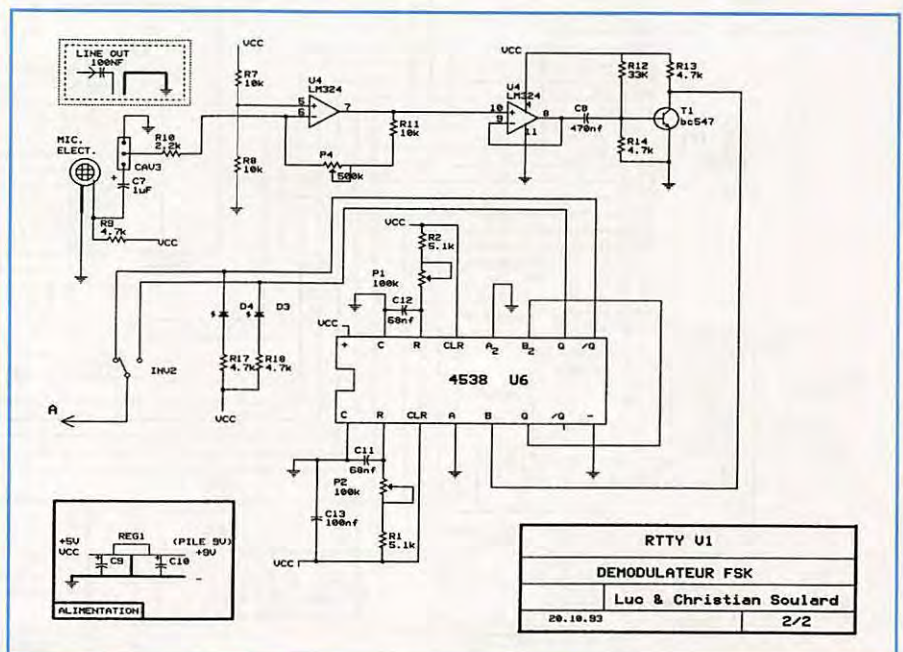 LINE OUT
100NF
MIC.
ELECT.
R10
2.2k
CAV3
+
C7
1uF
R9
4.7k
VCC
VCC
R7
10k
R8
10k
U4
LM324
5
+
6
-
7
R11
10k
P4
500k
VCC
U4
LM324
10
+
9
-
4
8
11
C8
470nf
R12
33K
R13
4.7k
R14
4.7k
T1
bc547
D4
D3
R17
4.7k
R18
4.7k
VCC
INV2
A
VCC
R2
5.1k
P1
100k
C12
68nf
VCC
+ C R CLR A2 B2 Q /Q
4538 U6
C R CLR A B Q /Q -
C11
68nf
P2
100k
C13
100nf
R1
5.1k
VCC
+5V
VCC
REG1
(PILE 9V)
+9V
+
C9
+
C10
-
ALIMENTATION
RTTY V1
DEMODULATEUR FSK
Luc & Christian Soulard
20.10.93
2/2